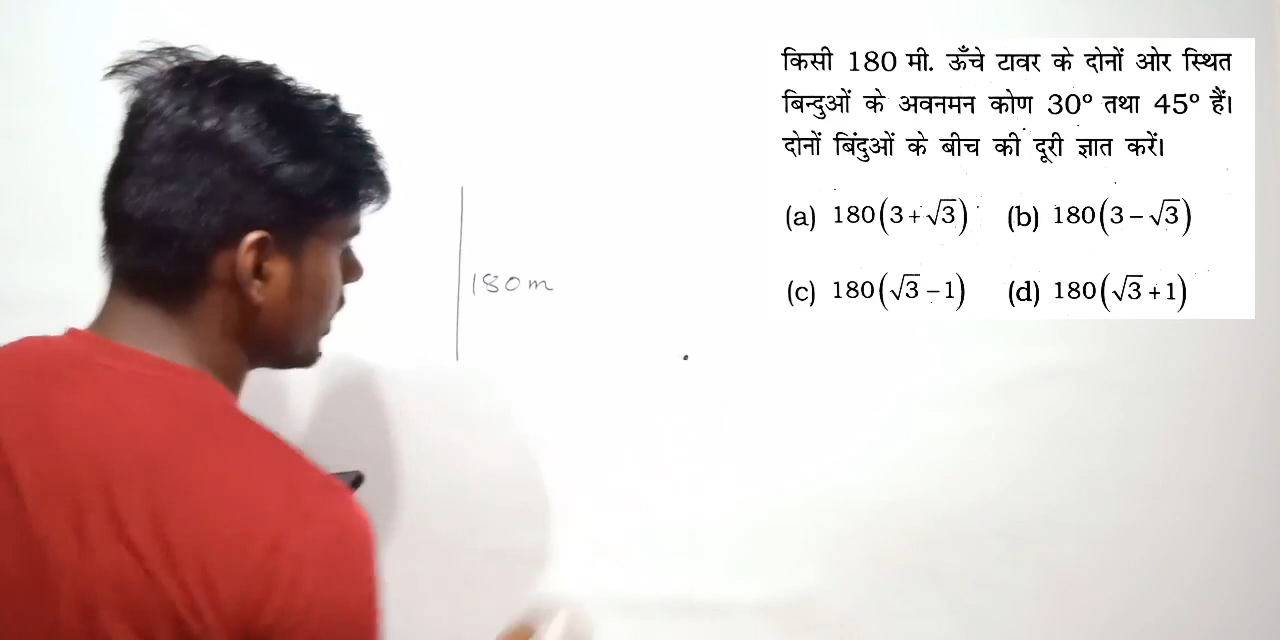 किसी 180 मी. ऊँचे टावर के दोनों ओर स्थित
बिन्दुओं के अवनमन कोण 30° तथा 45° हैं।
दोनों बिंदुओं के बीच की दूरी ज्ञात करें।
(a) 180(3+√3) (b) 180(3−√3)
(c) 180(√3−1) (d) 180(√3+1)
180m